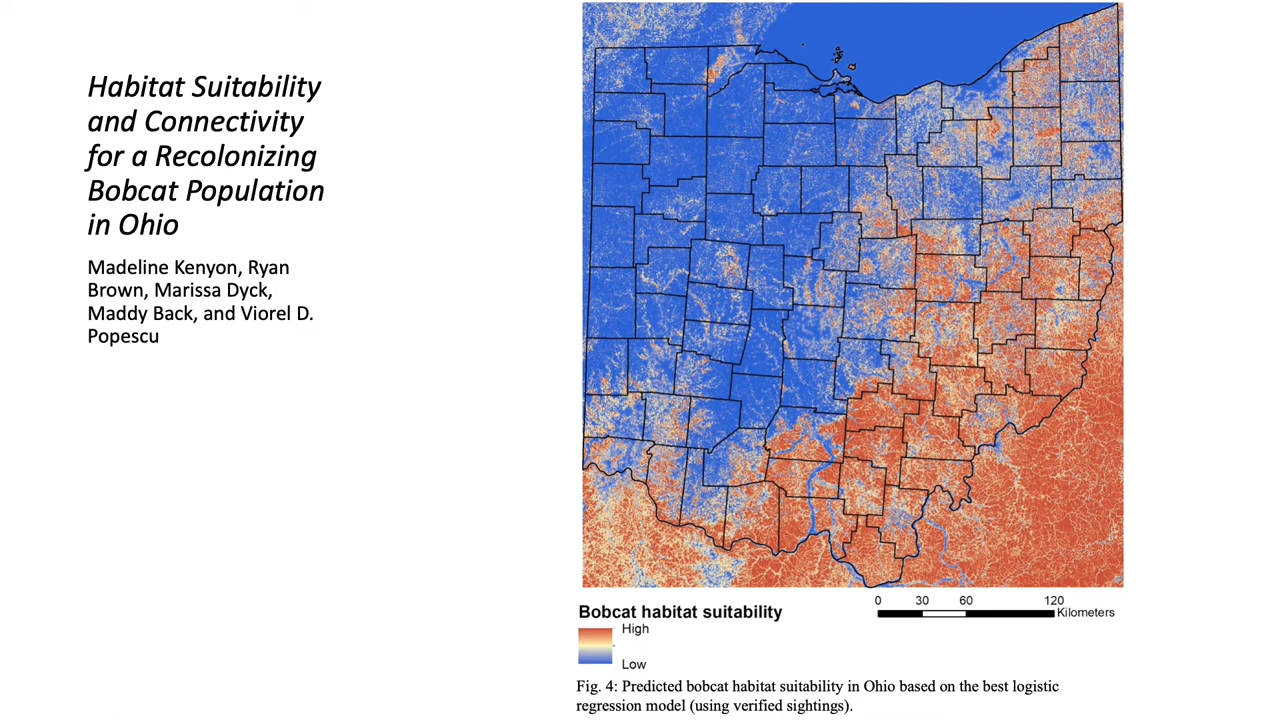 Habitat Suitability
and Connectivity
for a Recolonizing
Bobcat Population
in Ohio
Madeline Kenyon, Ryan
Brown, Marissa Dyck,
Maddy Back, and Viorel D.
Popescu
Bobcat habitat suitability
High
Low
0 30 60 120
Kilometers
Fig. 4: Predicted bobcat habitat suitability in Ohio based on the best logistic
regression model (using verified sightings).